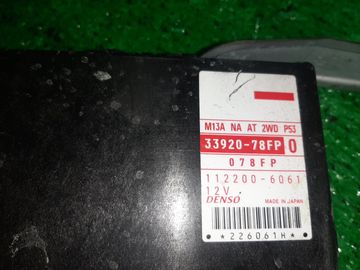 M13A NA AT 2WD P53
33920-78FP 0
078FP
112200-6061
12V
DENSO MADE IN JAPAN
*226061H*